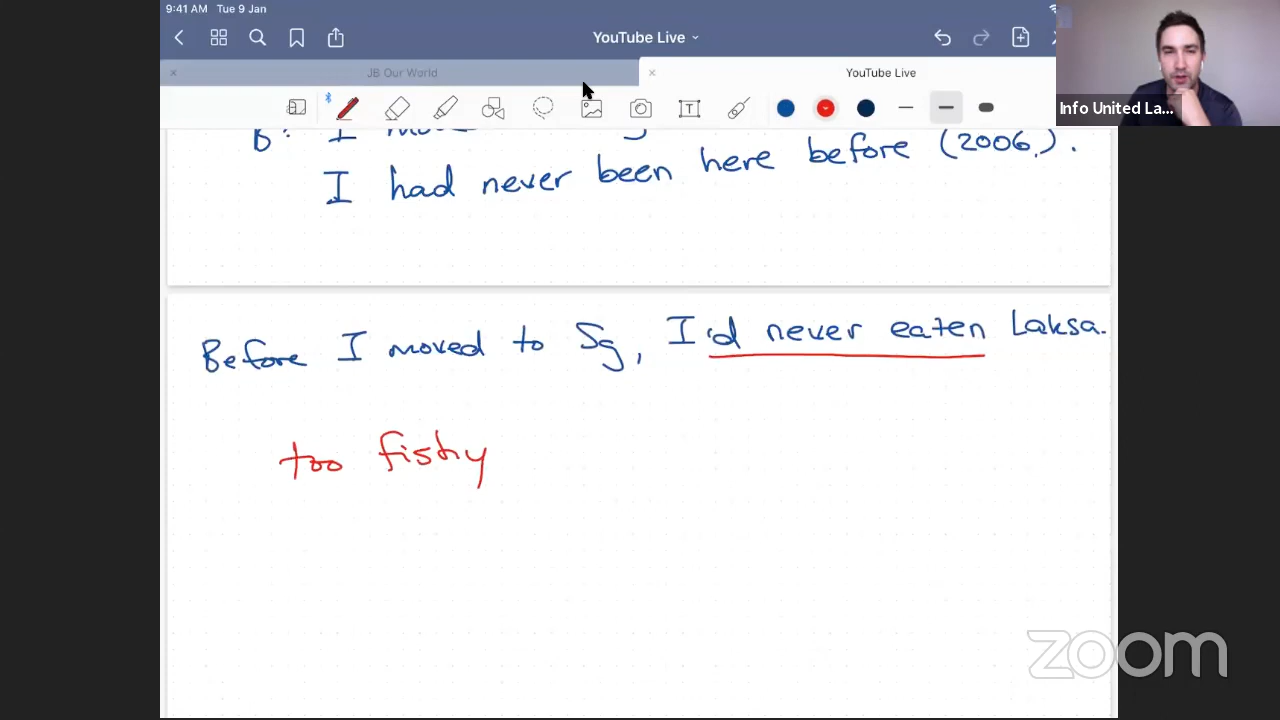 9:41 AM Tue 9 Jan
YouTube Live
JB Our World
YouTube Live
Info United La...
B: I moved
I had never been here before (2006.).
Before I moved to Sg, I'd never eaten Laksa.
too fishy
zoom